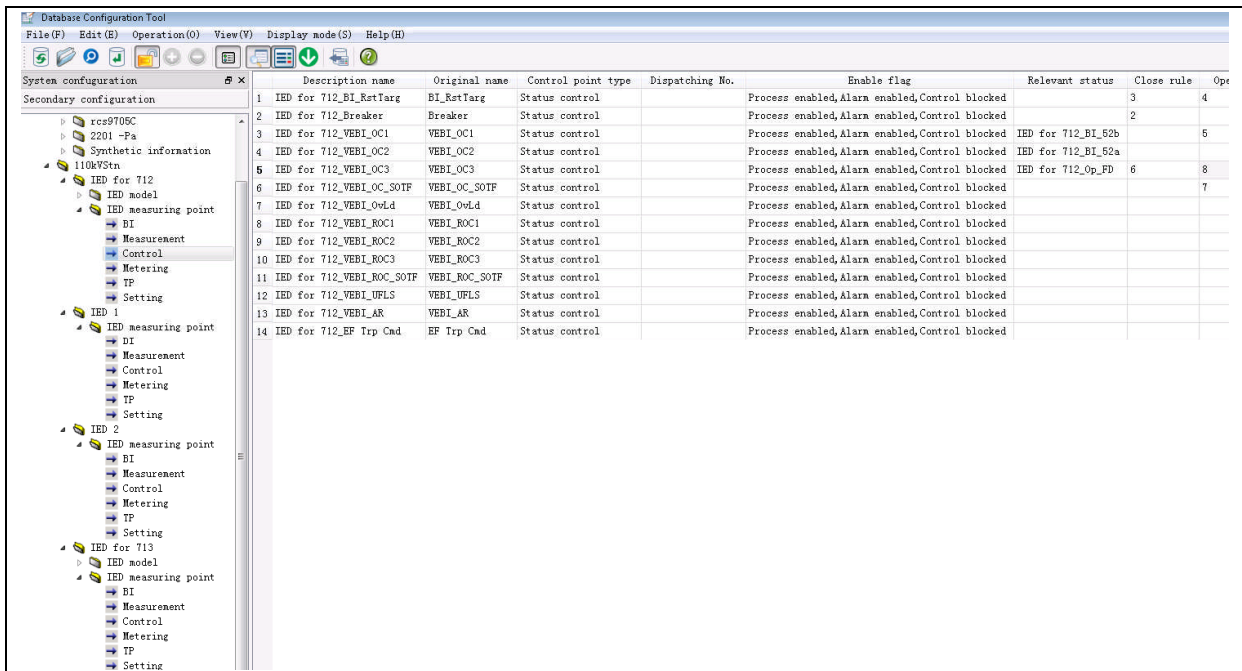 Database Configuration Tool
File(F) Edit(E) Operation(O) View(V) Display mode(S) Help(H)
System confuguration
Secondary configuration
rcs9705C
2201 -Pa
Synthetic information
110kVStn
IED for 712
IED model
IED measuring point
BI
Measurement
Control
Metering
TP
Setting
IED 1
IED measuring point
DI
Measurement
Control
Metering
TP
Setting
IED 2
IED measuring point
BI
Measurement
Control
Metering
TP
Setting
IED for 713
IED model
IED measuring point
BI
Measurement
Control
Metering
TP
Setting
Description name Original name Control point type Dispatching No. Enable flag Relevant status Close rule Ope
1 IED for 712_BI_RstTarg BI_RstTarg Status control Process enabled,Alarm enabled,Control blocked 3 4
2 IED for 712_Breaker Breaker Status control Process enabled,Alarm enabled,Control blocked 2
3 IED for 712_VEBI_OC1 VEBI_OC1 Status control Process enabled,Alarm enabled,Control blocked IED for 712_BI_52b 5
4 IED for 712_VEBI_OC2 VEBI_OC2 Status control Process enabled,Alarm enabled,Control blocked IED for 712_BI_52a
5 IED for 712_VEBI_OC3 VEBI_OC3 Status control Process enabled,Alarm enabled,Control blocked IED for 712_Op_FD 6 8
6 IED for 712_VEBI_OC_SOTF VEBI_OC_SOTF Status control Process enabled,Alarm enabled,Control blocked 7
7 IED for 712_VEBI_OvLd VEBI_OvLd Status control Process enabled,Alarm enabled,Control blocked
8 IED for 712_VEBI_ROC1 VEBI_ROC1 Status control Process enabled,Alarm enabled,Control blocked
9 IED for 712_VEBI_ROC2 VEBI_ROC2 Status control Process enabled,Alarm enabled,Control blocked
10 IED for 712_VEBI_ROC3 VEBI_ROC3 Status control Process enabled,Alarm enabled,Control blocked
11 IED for 712_VEBI_ROC_SOTF VEBI_ROC_SOTF Status control Process enabled,Alarm enabled,Control blocked
12 IED for 712_VEBI_UFLS VEBI_UFLS Status control Process enabled,Alarm enabled,Control blocked
13 IED for 712_VEBI_AR VEBI_AR Status control Process enabled,Alarm enabled,Control blocked
14 IED for 712_EF Trp Cmd EF Trp Cmd Status control Process enabled,Alarm enabled,Control blocked